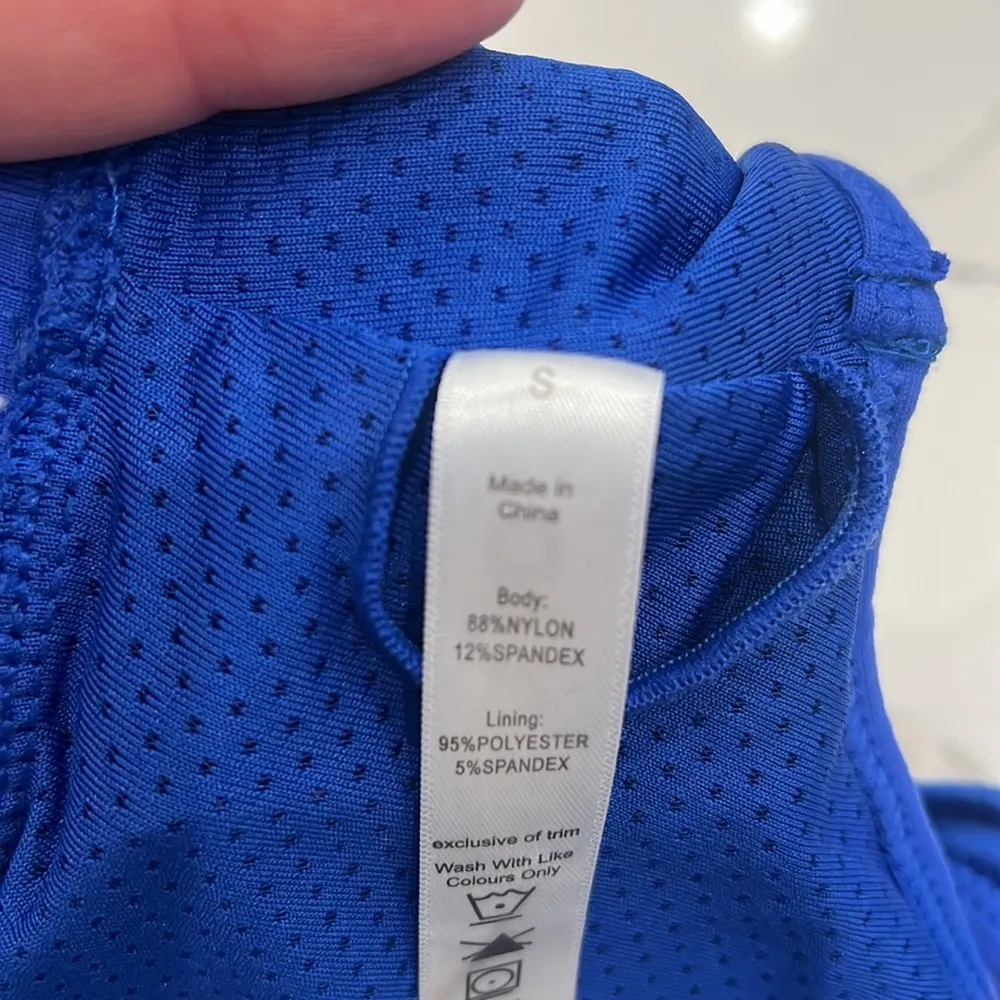 S
Made in
China
Body:
88%NYLON
12%SPANDEX
Lining:
95%POLYESTER
5%SPANDEX
exclusive of trim
Wash With Like
Colours Only